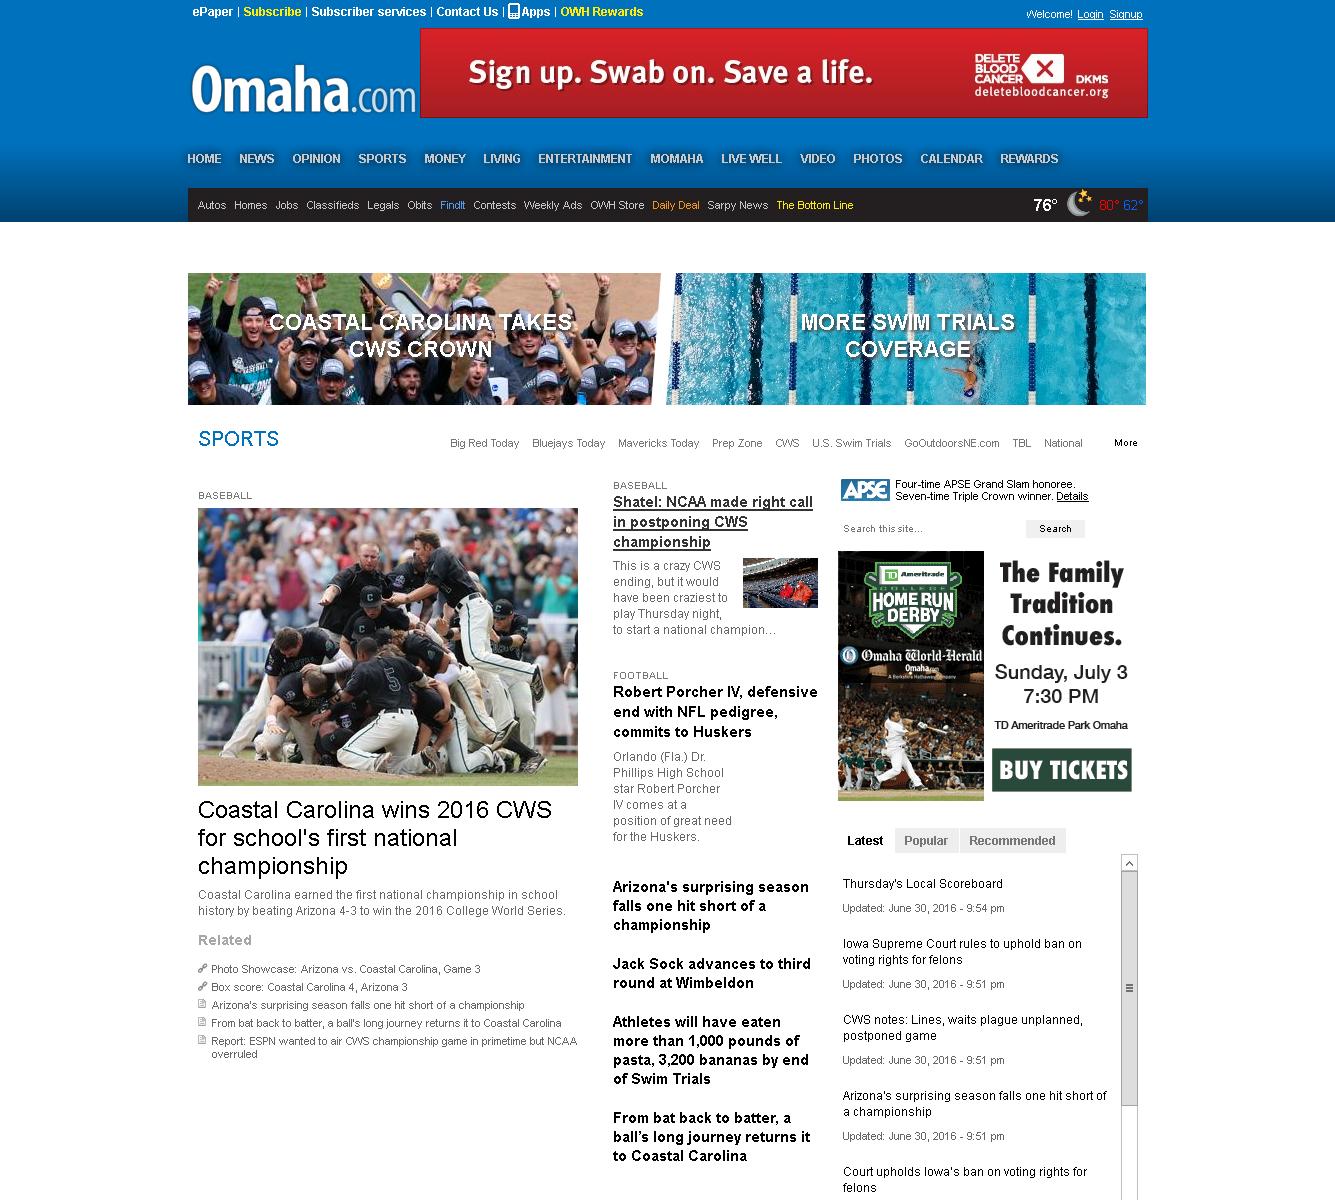 ePaper | Subscribe | Subscriber services | Contact Us | Apps | OWH Rewards
Welcome! Login Signup
Omaha.com
Sign up. Swab on. Save a life.
DELETE
BLOOD
CANCER
DKMS
deletebloodcancer.org
HOME NEWS OPINION SPORTS MONEY LIVING ENTERTAINMENT MOMAHA LIVE WELL VIDEO PHOTOS CALENDAR REWARDS
Autos Homes Jobs Classifieds Legals Obits FindIt Contests Weekly Ads OWH Store Daily Deal Sarpy News The Bottom Line
76° 80° 62°
COASTAL CAROLINA TAKES
CWS CROWN
MORE SWIM TRIALS
COVERAGE
SPORTS
Big Red Today Bluejays Today Mavericks Today Prep Zone CWS U.S. Swim Trials GoOutdoorsNE.com TBL National More
BASEBALL
Coastal Carolina wins 2016 CWS
for school's first national
championship
Coastal Carolina earned the first national championship in school
history by beating Arizona 4-3 to win the 2016 College World Series.
Related
Photo Showcase: Arizona vs. Coastal Carolina, Game 3
Box score: Coastal Carolina 4, Arizona 3
Arizona's surprising season falls one hit short of a championship
From bat back to batter, a ball's long journey returns it to Coastal Carolina
Report: ESPN wanted to air CWS championship game in primetime but NCAA
overruled
BASEBALL
Shatel: NCAA made right call
in postponing CWS
championship
This is a crazy CWS
ending, but it would
have been craziest to
play Thursday night,
to start a national champion...
FOOTBALL
Robert Porcher IV, defensive
end with NFL pedigree,
commits to Huskers
Orlando (Fla.) Dr.
Phillips High School
star Robert Porcher
IV comes at a
position of great need
for the Huskers.
Arizona's surprising season
falls one hit short of a
championship
Jack Sock advances to third
round at Wimbeldon
Athletes will have eaten
more than 1,000 pounds of
pasta, 3,200 bananas by end
of Swim Trials
From bat back to batter, a
ball's long journey returns it
to Coastal Carolina
APSE
Four-time APSE Grand Slam honoree.
Seven-time Triple Crown winner. Details
Search this site...
Search
TD Ameritrade
COLLEGE
HOME RUN
DERBY
Omaha World-Herald
Omaha.com
A Berkshire Hathaway Company
The Family
Tradition
Continues.
Sunday, July 3
7:30 PM
TD Ameritrade Park Omaha
BUY TICKETS
Latest Popular Recommended
Thursday's Local Scoreboard
Updated: June 30, 2016 - 9:54 pm
Iowa Supreme Court rules to uphold ban on
voting rights for felons
Updated: June 30, 2016 - 9:51 pm
CWS notes: Lines, waits plague unplanned,
postponed game
Updated: June 30, 2016 - 9:51 pm
Arizona's surprising season falls one hit short of
a championship
Updated: June 30, 2016 - 9:51 pm
Court upholds Iowa's ban on voting rights for
felons